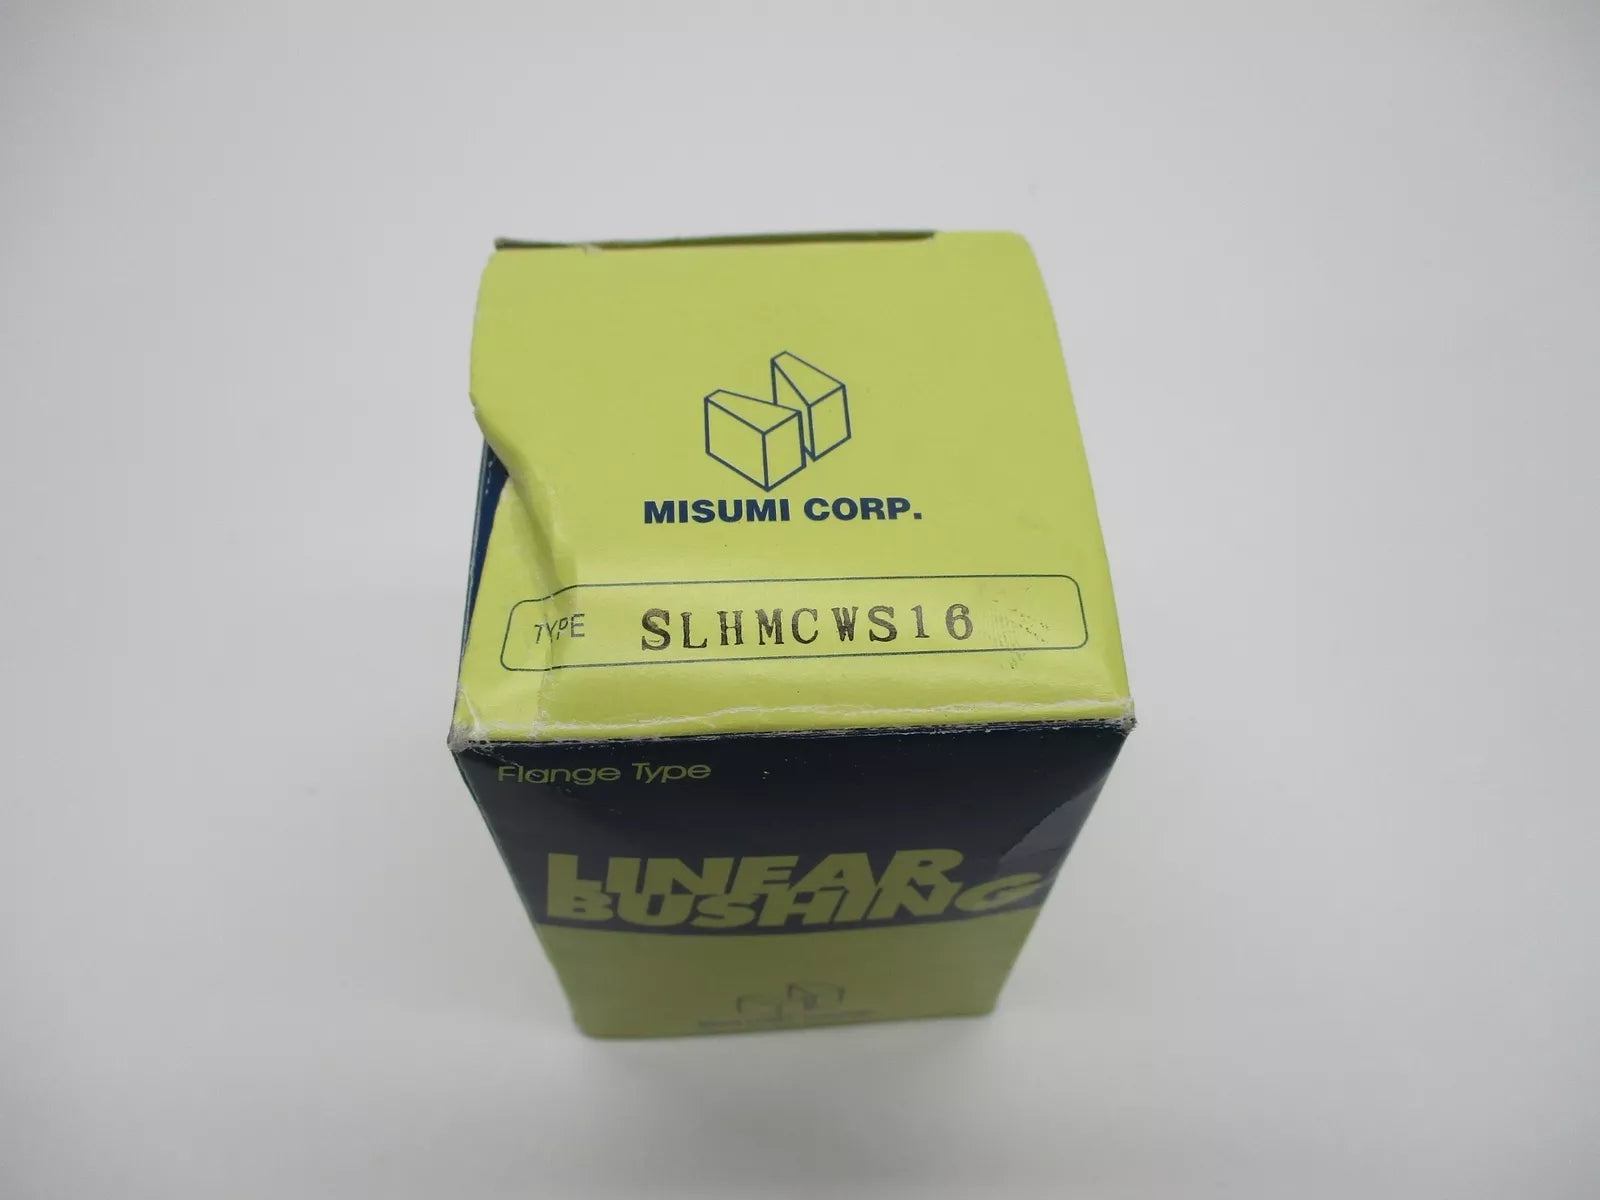 MISUMI CORP.
TYPE SLHMCWS16
Flange Type
LINEAR
BUSHING